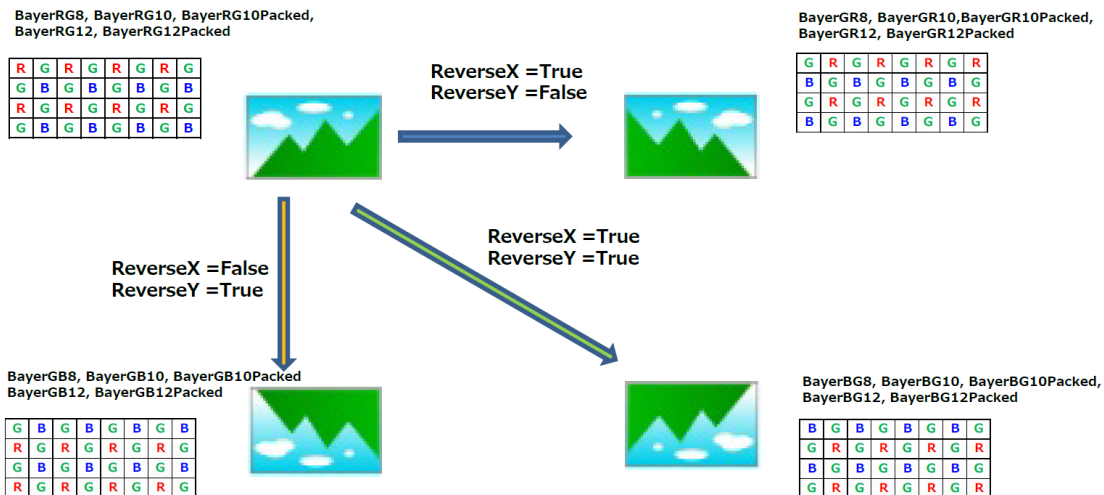 BayerRG8, BayerRG10, BayerRG10Packed,
BayerRG12, BayerRG12Packed
R G R G R G R G
G B G B G B G B
R G R G R G R G
G B G B G B G B
ReverseX =True
ReverseY =False
BayerGR8, BayerGR10,BayerGR10Packed,
BayerGR12, BayerGR12Packed
G R G R G R G R
B G B G B G B G
G R G R G R G R
B G B G B G B G
ReverseX =False
ReverseY =True
ReverseX =True
ReverseY =True
BayerGB8, BayerGB10, BayerGB10Packed
BayerGB12, BayerGB12Packed
G B G B G B G B
R G R G R G R G
G B G B G B G B
R G R G R G R G
BayerBG8, BayerBG10, BayerBG10Packed,
BayerBG12, BayerBG12Packed
B G B G B G B G
G R G R G R G R
B G B G B G B G
G R G R G R G R